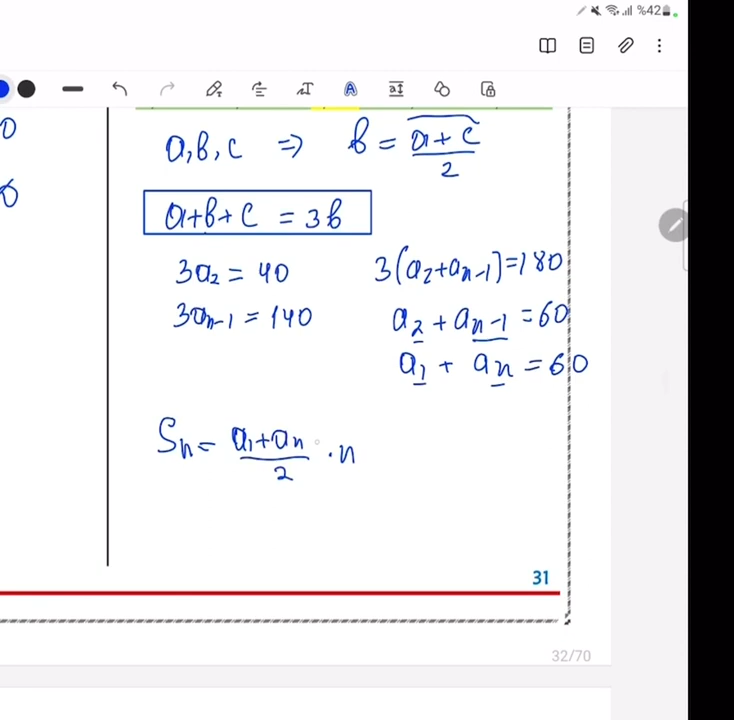 %42
a, b, c => b = a + c / 2
a+b+c = 3b
3a₂ = 40
3aₙ₋₁ = 140
3(a₂+aₙ₋₁)=180
a₂ + aₙ₋₁ = 60
a₁ + aₙ = 60
Sₙ = a₁+aₙ / 2 · n
31
32/70